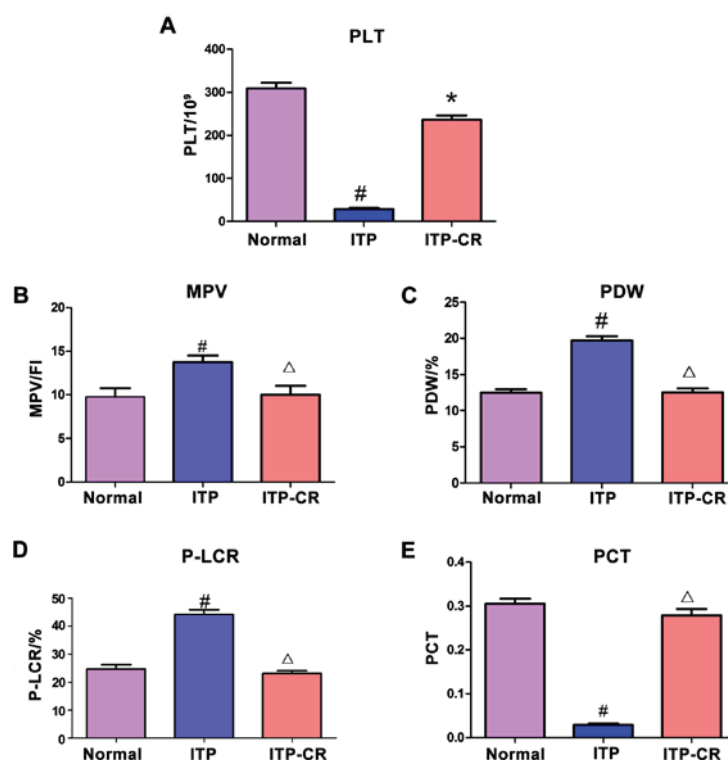 A
PLT
PLT/10⁹
400
300
200
100
0
#
*
Normal ITP ITP-CR
B
MPV
MPV/Fl
20
15
10
5
0
#
△
Normal ITP ITP-CR
C
PDW
PDW/%
25
20
15
10
5
0
#
△
Normal ITP ITP-CR
D
P-LCR
P-LCR/%
50
40
30
20
10
0
#
△
Normal ITP ITP-CR
E
PCT
PCT
0.4
0.3
0.2
0.1
0.0
#
△
Normal ITP ITP-CR